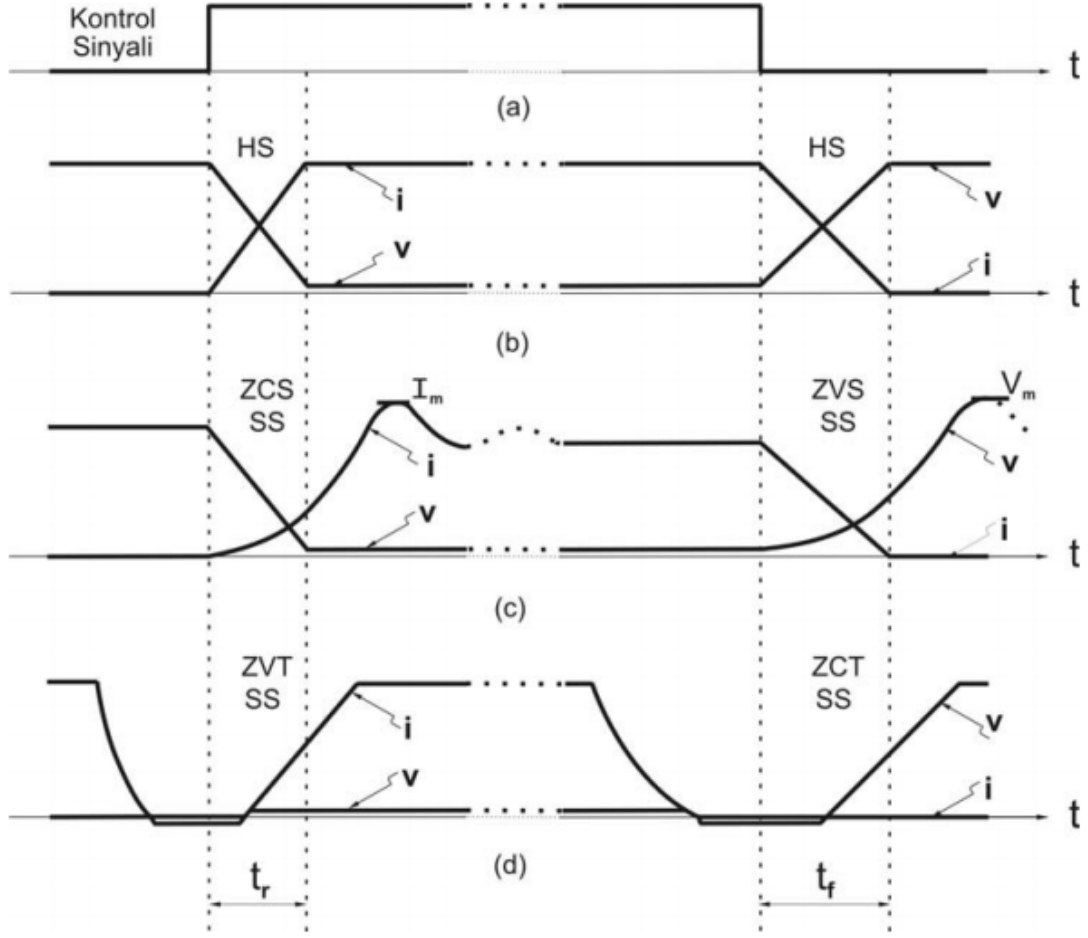 Kontrol
Sinyali
t
(a)
HS
HS
i
v
v
i
t
(b)
ZCS
SS
Im
i
v
ZVS
SS
Vm
v
i
t
(c)
ZVT
SS
i
v
ZCT
SS
v
i
t
(d)
tr
tf